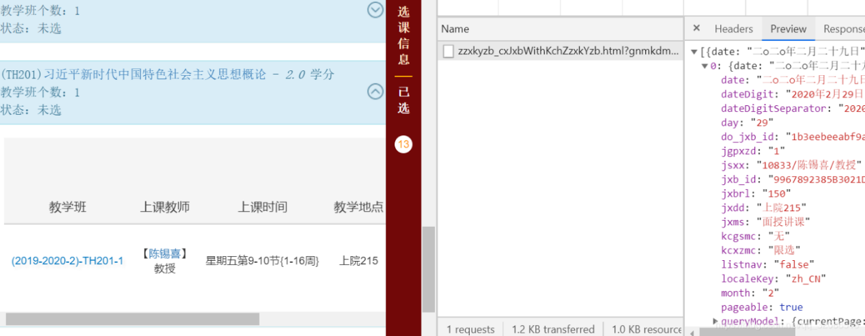 教学班个数：1
状态：未选
(TH201)习近平新时代中国特色社会主义思想概论 - 2.0 学分
教学班个数：1
状态：未选
教学班 上课教师 上课时间 教学地点
(2019-2020-2)-TH201-1 【陈锡喜】 教授 星期五第9-10节{1-16周} 上院215
选课信息
已选
13
Name
zzxkyzb_cxJxbWithKchZzxkYzb.html?gnmkdm...
1 requests 1.2 KB transferred 1.0 KB resource
× Headers Preview Response
[{date: "二○二○年二月二十九日"
0: {date: "二○二○年二月二十九
date: "二○二○年二月二十九日
dateDigit: "2020年2月29日
dateDigitSeparator: "2020
day: "29"
do_jxb_id: "1b3eebeeabf9a
jgpxzd: "1"
jsxx: "10833/陈锡喜/教授"
jxb_id: "9967892385B3021D
jxbrl: "150"
jxdd: "上院215"
jxms: "面授讲课"
kcgsmc: "无"
kcxzmc: "限选"
listnav: "false"
localeKey: "zh_CN"
month: "2"
pageable: true
queryModel: {currentPage: